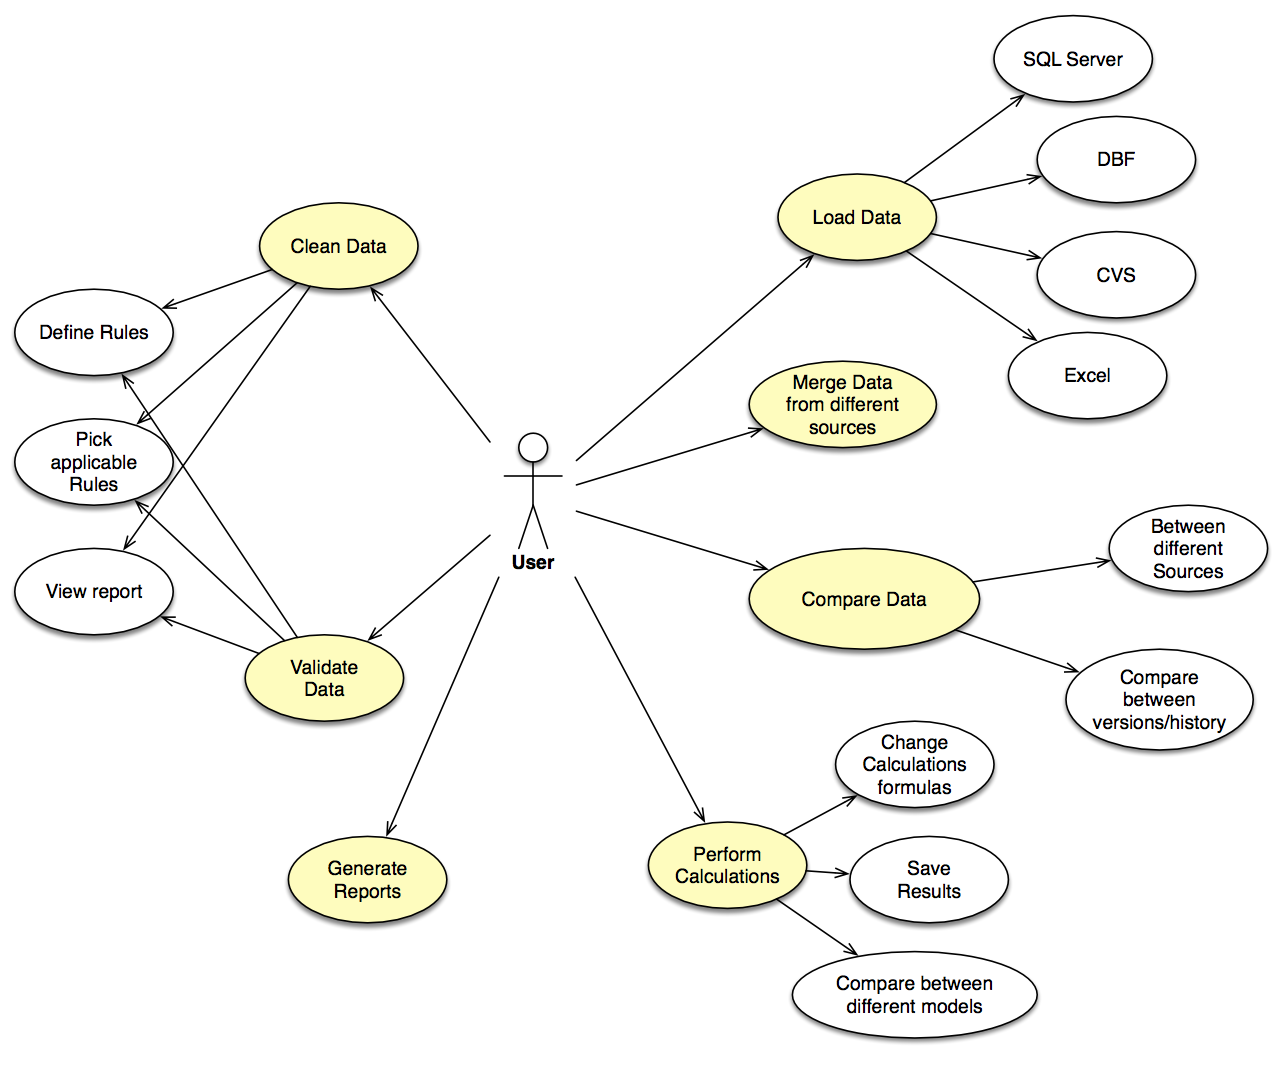 SQL Server
DBF
Load Data
Clean Data
CVS
Define Rules
Excel
Merge Data
from different
sources
Pick
applicable
Rules
User
Between
different
Sources
View report
Compare Data
Validate
Data
Compare
between
versions/history
Change
Calculations
formulas
Perform
Calculations
Generate
Reports
Save
Results
Compare between
different models